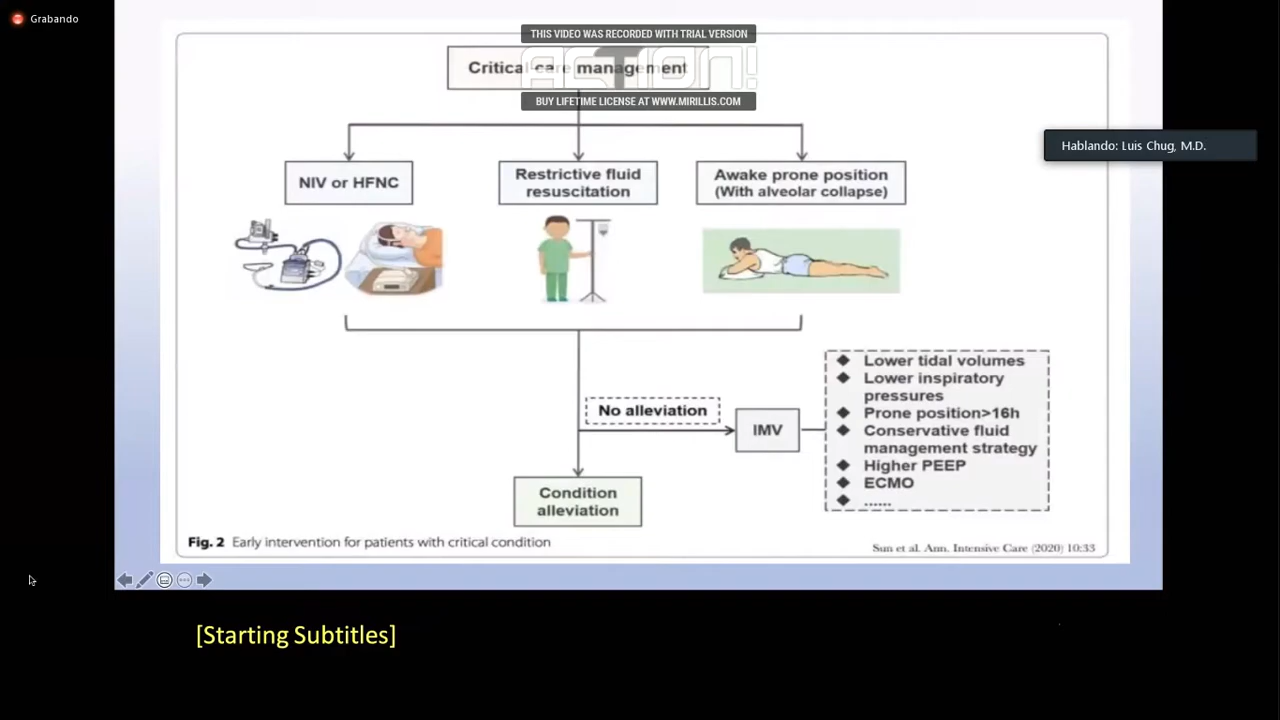 Grabando
THIS VIDEO WAS RECORDED WITH TRIAL VERSION
Critical care management
ACTION!
BUY LIFETIME LICENSE AT WWW.MIRILLIS.COM
Hablando: Luis Chug, M.D.
NIV or HFNC
Restrictive fluid
resuscitation
Awake prone position
(With alveolar collapse)
No alleviation
IMV
◆ Lower tidal volumes
◆ Lower inspiratory
pressures
◆ Prone position>16h
◆ Conservative fluid
management strategy
◆ Higher PEEP
◆ ECMO
◆ ......
Condition
alleviation
Fig. 2 Early intervention for patients with critical condition
Sun et al. Ann. Intensive Care (2020) 10:33
[Starting Subtitles]